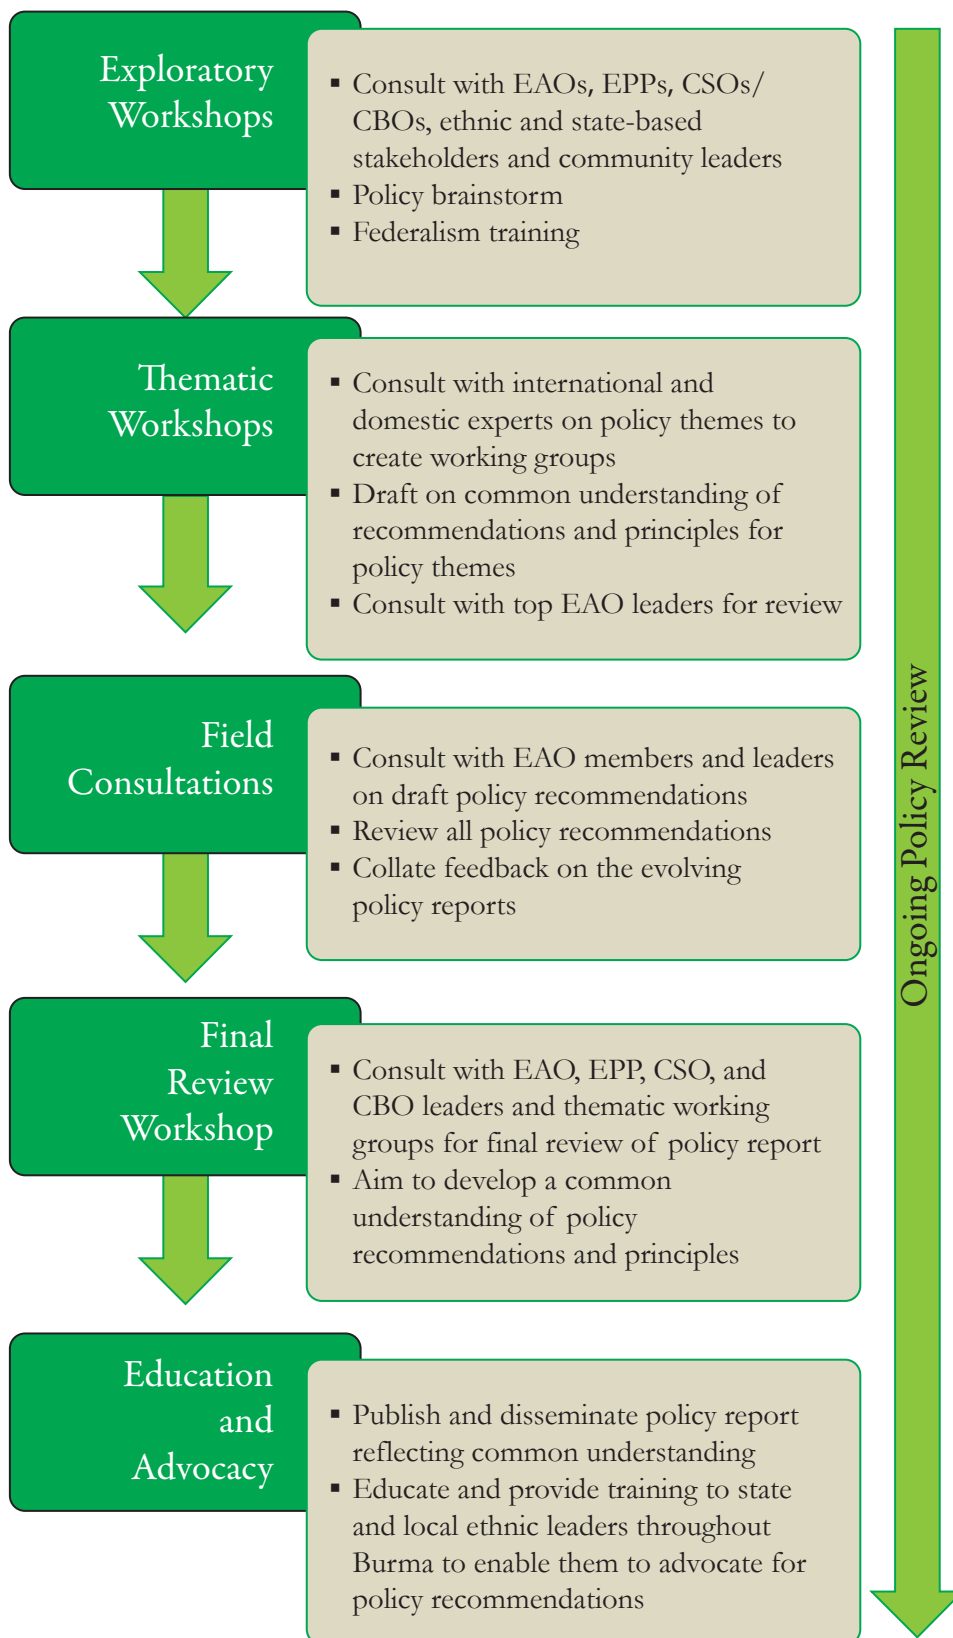 Exploratory
Workshops
▪ Consult with EAOs, EPPs, CSOs/
CBOs, ethnic and state-based
stakeholders and community leaders
▪ Policy brainstorm
▪ Federalism training
Thematic
Workshops
▪ Consult with international and
domestic experts on policy themes to
create working groups
▪ Draft on common understanding of
recommendations and principles for
policy themes
▪ Consult with top EAO leaders for review
Field
Consultations
▪ Consult with EAO members and leaders
on draft policy recommendations
▪ Review all policy recommendations
▪ Collate feedback on the evolving
policy reports
Final
Review
Workshop
▪ Consult with EAO, EPP, CSO, and
CBO leaders and thematic working
groups for final review of policy report
▪ Aim to develop a common
understanding of policy
recommendations and principles
Education
and
Advocacy
▪ Publish and disseminate policy report
reflecting common understanding
▪ Educate and provide training to state
and local ethnic leaders throughout
Burma to enable them to advocate for
policy recommendations
Ongoing Policy Review